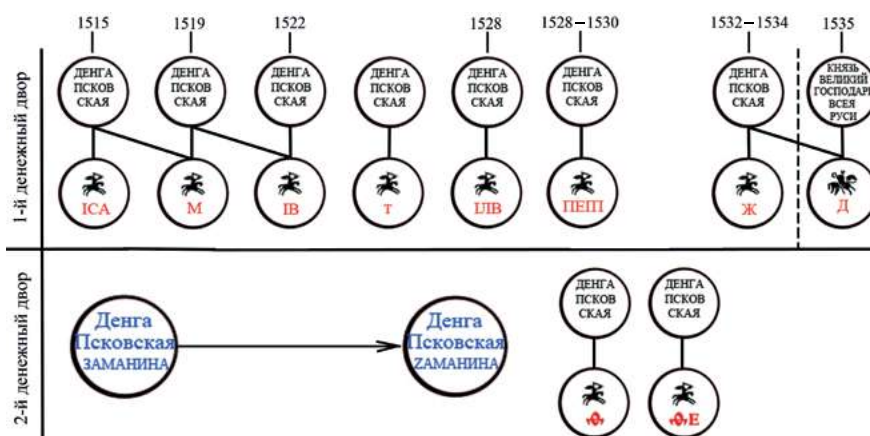 1515 1519 1522 1528 1528–1530 1532–1534 1535
1-й денежный двор
ДЕНГА
ПСКОВ
СКАЯ
ДЕНГА
ПСКОВ
СКАЯ
ДЕНГА
ПСКОВ
СКАЯ
ДЕНГА
ПСКОВ
СКАЯ
ДЕНГА
ПСКОВ
СКАЯ
ДЕНГА
ПСКОВ
СКАЯ
ДЕНГА
ПСКОВ
СКАЯ
КНЯЗЬ
ВЕЛИКИЙ
ГОСПОДАРЬ
ВСЕЯ
РУСИ
ІСА М ІВ Т ІЛІВ ПЕІП Ж Д
2-й денежный двор
Денга
Псковская
ЗАМАНИНА
Денга
Псковская
ZАМАНИНА
ДЕНГА
ПСКОВ
СКАЯ
ДЕНГА
ПСКОВ
СКАЯ
Е